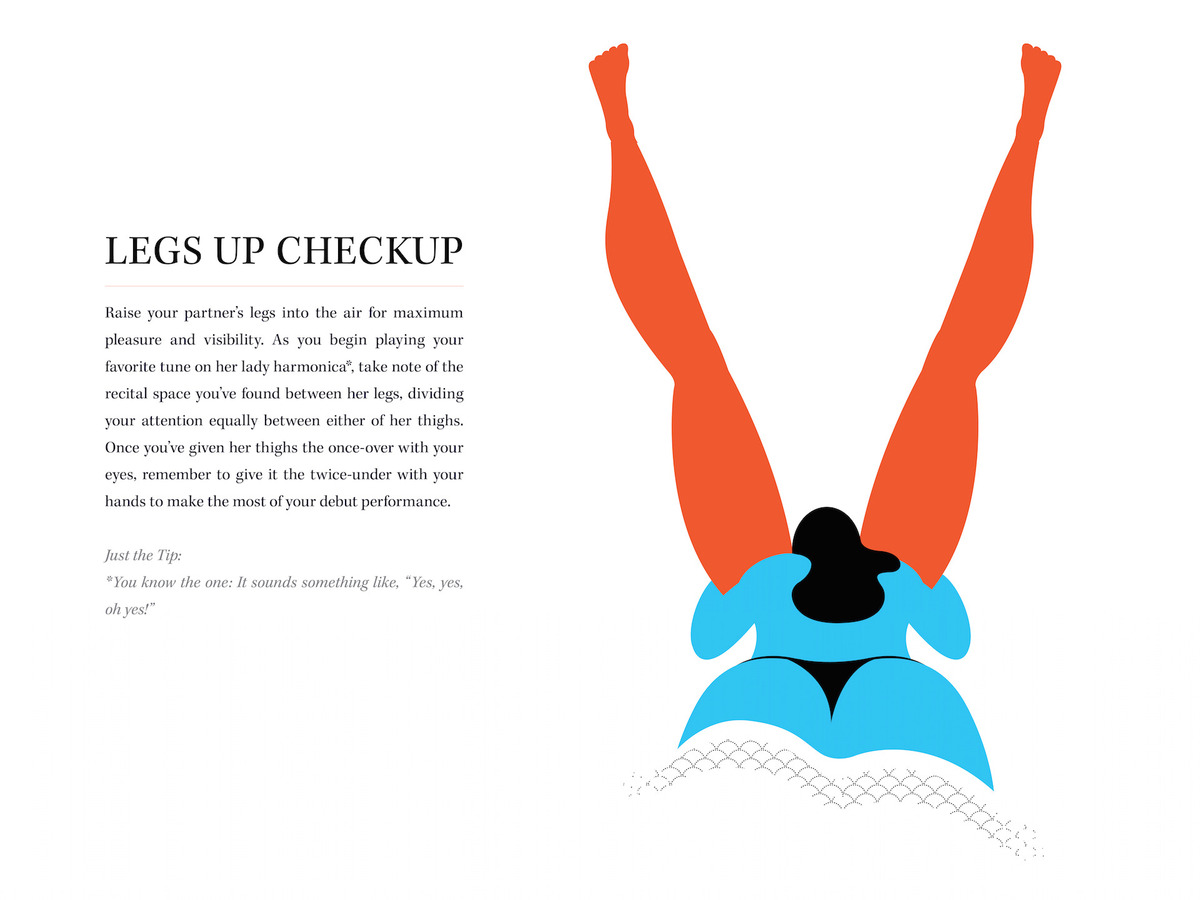 LEGS UP CHECKUP
Raise your partner’s legs into the air for maximum
pleasure and visibility. As you begin playing your
favorite tune on her lady harmonica*, take note of the
recital space you’ve found between her legs, dividing
your attention equally between either of her thighs.
Once you’ve given her thighs the once-over with your
eyes, remember to give it the twice-under with your
hands to make the most of your debut performance.
Just the Tip:
*You know the one: It sounds something like, “Yes, yes,
oh yes!”